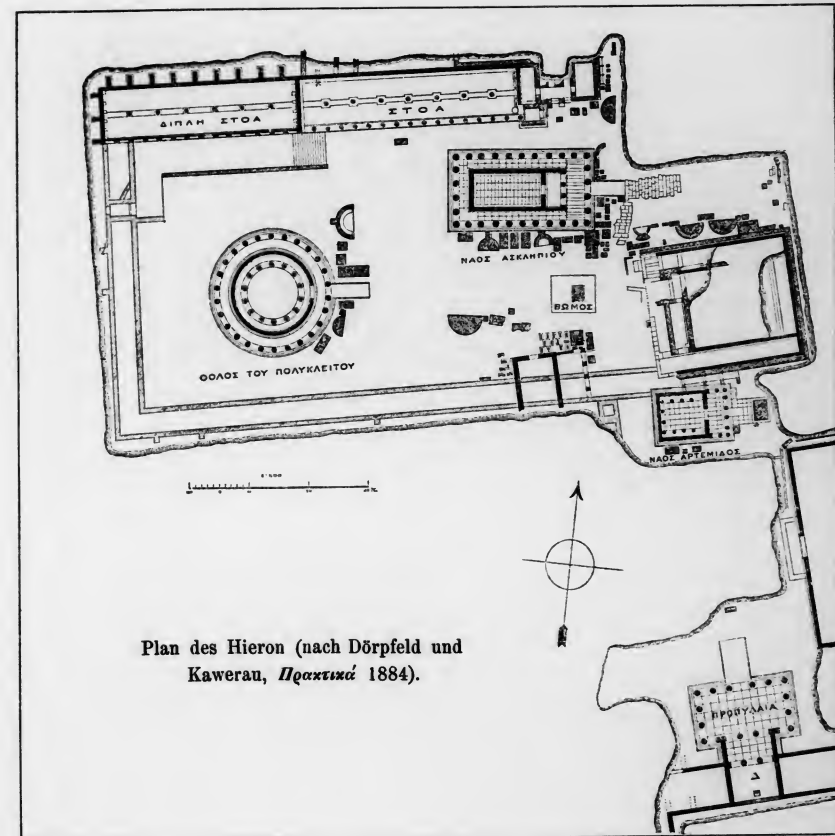 ΔΙΠΛΗ ΣΤΟΑ
ΣΤΟΑ
ΝΑΟΣ ΑΣΚΛΗΠΙΟΥ
ΒΩΜΟΣ
ΘΟΛΟΣ ΤΟΥ ΠΟΛΥΚΛΕΙΤΟΥ
ΝΑΟΣ ΑΡΤΕΜΙΔΟΣ
Plan des Hieron (nach Dörpfeld und
Kawerau, Πρακτικά 1884).
ΠΡΟΠΥΛΑΙΑ